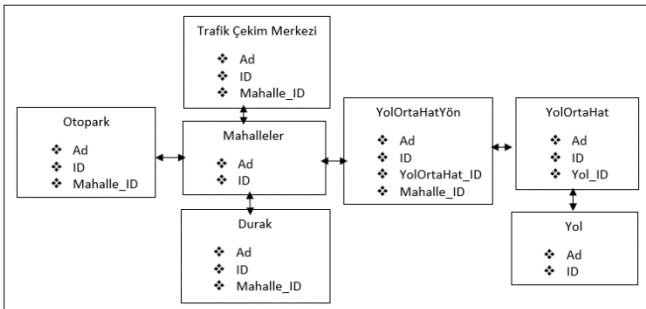 Trafik Çekim Merkezi
❖ Ad
❖ ID
❖ Mahalle_ID
Otopark
❖ Ad
❖ ID
❖ Mahalle_ID
Mahalleler
❖ Ad
❖ ID
YolOrtaHatYön
❖ Ad
❖ ID
❖ YolOrtaHat_ID
❖ Mahalle_ID
YolOrtaHat
❖ Ad
❖ ID
❖ Yol_ID
Durak
❖ Ad
❖ ID
❖ Mahalle_ID
Yol
❖ Ad
❖ ID